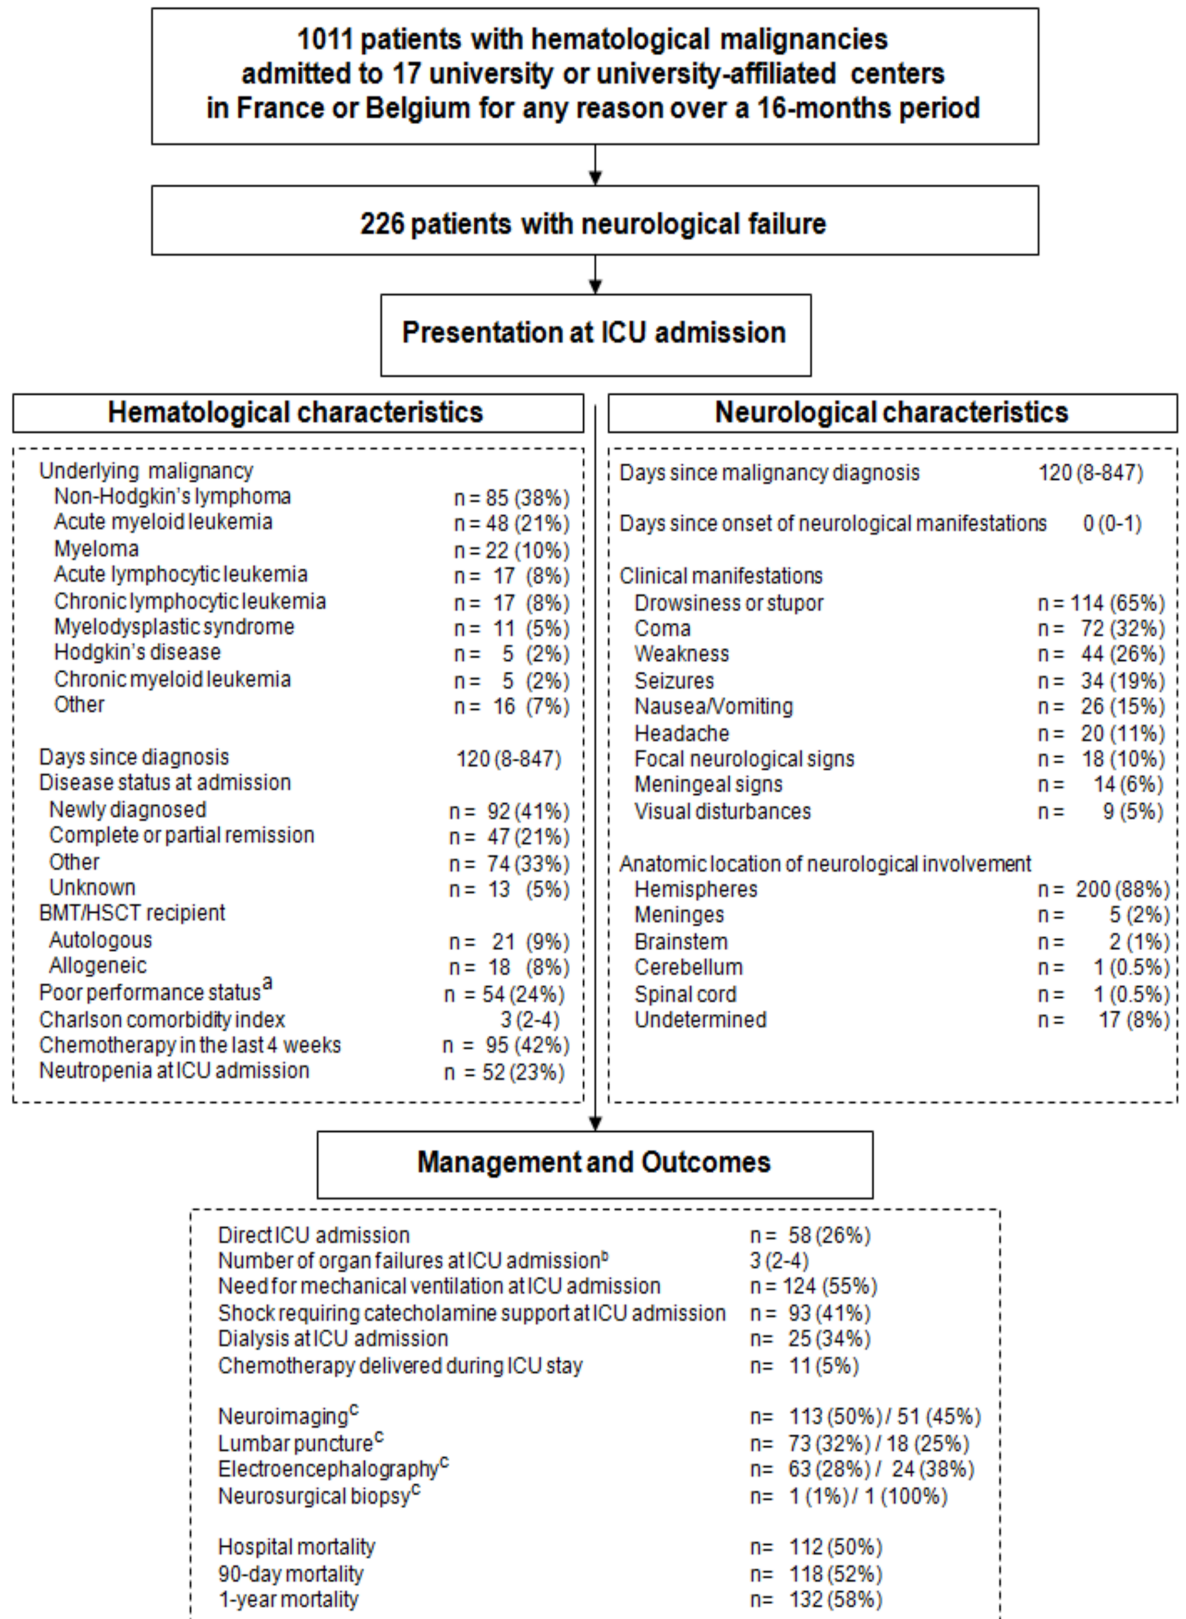 1011 patients with hematological malignancies
admitted to 17 university or university-affiliated centers
in France or Belgium for any reason over a 16-months period
226 patients with neurological failure
Presentation at ICU admission
Hematological characteristics
Underlying malignancy
Non-Hodgkin's lymphoma n = 85 (38%)
Acute myeloid leukemia n = 48 (21%)
Myeloma n = 22 (10%)
Acute lymphocytic leukemia n = 17 (8%)
Chronic lymphocytic leukemia n = 17 (8%)
Myelodysplastic syndrome n = 11 (5%)
Hodgkin's disease n = 5 (2%)
Chronic myeloid leukemia n = 5 (2%)
Other n = 16 (7%)
Days since diagnosis 120 (8-847)
Disease status at admission
Newly diagnosed n = 92 (41%)
Complete or partial remission n = 47 (21%)
Other n = 74 (33%)
Unknown n = 13 (5%)
BMT/HSCT recipient
Autologous n = 21 (9%)
Allogeneic n = 18 (8%)
Poor performance status a n = 54 (24%)
Charlson comorbidity index 3 (2-4)
Chemotherapy in the last 4 weeks n = 95 (42%)
Neutropenia at ICU admission n = 52 (23%)
Neurological characteristics
Days since malignancy diagnosis 120 (8-847)
Days since onset of neurological manifestations 0 (0-1)
Clinical manifestations
Drowsiness or stupor n = 114 (65%)
Coma n = 72 (32%)
Weakness n = 44 (26%)
Seizures n = 34 (19%)
Nausea/Vomiting n = 26 (15%)
Headache n = 20 (11%)
Focal neurological signs n = 18 (10%)
Meningeal signs n = 14 (6%)
Visual disturbances n = 9 (5%)
Anatomic location of neurological involvement
Hemispheres n = 200 (88%)
Meninges n = 5 (2%)
Brainstem n = 2 (1%)
Cerebellum n = 1 (0.5%)
Spinal cord n = 1 (0.5%)
Undetermined n = 17 (8%)
Management and Outcomes
Direct ICU admission n = 58 (26%)
Number of organ failures at ICU admission b 3 (2-4)
Need for mechanical ventilation at ICU admission n = 124 (55%)
Shock requiring catecholamine support at ICU admission n = 93 (41%)
Dialysis at ICU admission n= 25 (34%)
Chemotherapy delivered during ICU stay n= 11 (5%)
Neuroimaging c n= 113 (50%) / 51 (45%)
Lumbar puncture c n= 73 (32%) / 18 (25%)
Electroencephalography c n= 63 (28%) / 24 (38%)
Neurosurgical biopsy c n= 1 (1%) / 1 (100%)
Hospital mortality n= 112 (50%)
90-day mortality n= 118 (52%)
1-year mortality n= 132 (58%)